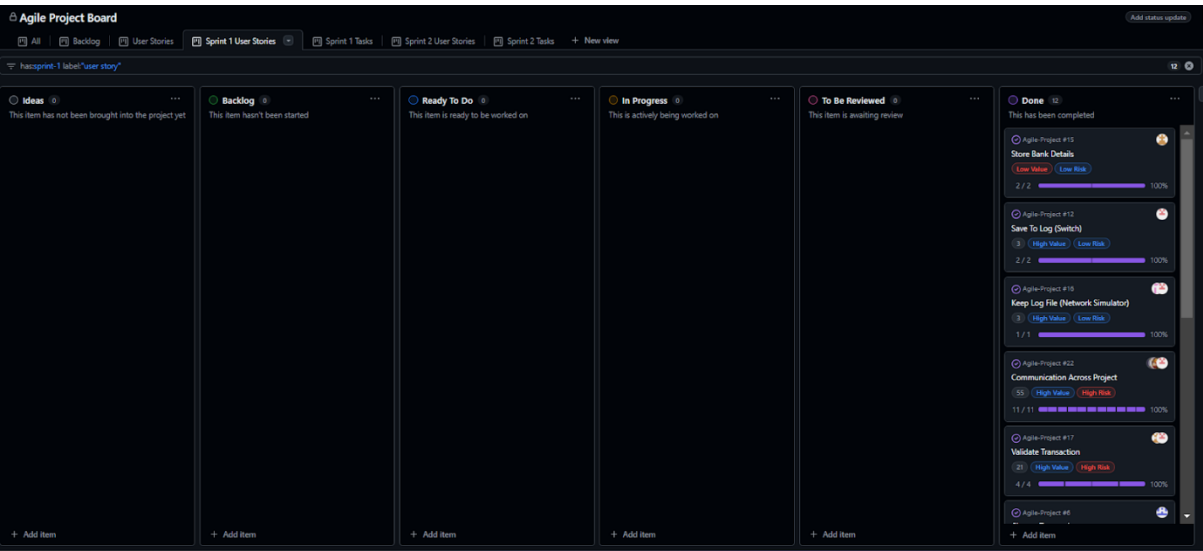 Agile Project Board
Add status update
All
Backlog
User Stories
Sprint 1 User Stories
Sprint 1 Tasks
Sprint 2 User Stories
Sprint 2 Tasks
+ New view
has:sprint-1 label:"user story"
12
Ideas 0
This item has not been brought into the project yet
+ Add item
Backlog 0
This item hasn't been started
+ Add item
Ready To Do 0
This item is ready to be worked on
+ Add item
In Progress 0
This is actively being worked on
+ Add item
To Be Reviewed 0
This item is awaiting review
+ Add item
Done 12
This has been completed
Agile-Project #15
Store Bank Details
Low Value Low Risk
2 / 2 100%
Agile-Project #12
Save To Log (Switch)
3 High Value Low Risk
2 / 2 100%
Agile-Project #16
Keep Log File (Network Simulator)
3 High Value Low Risk
1 / 1 100%
Agile-Project #22
Communication Across Project
55 High Value High Risk
11 / 11 100%
Agile-Project #17
Validate Transaction
21 High Value High Risk
4 / 4 100%
Agile-Project #6
+ Add item